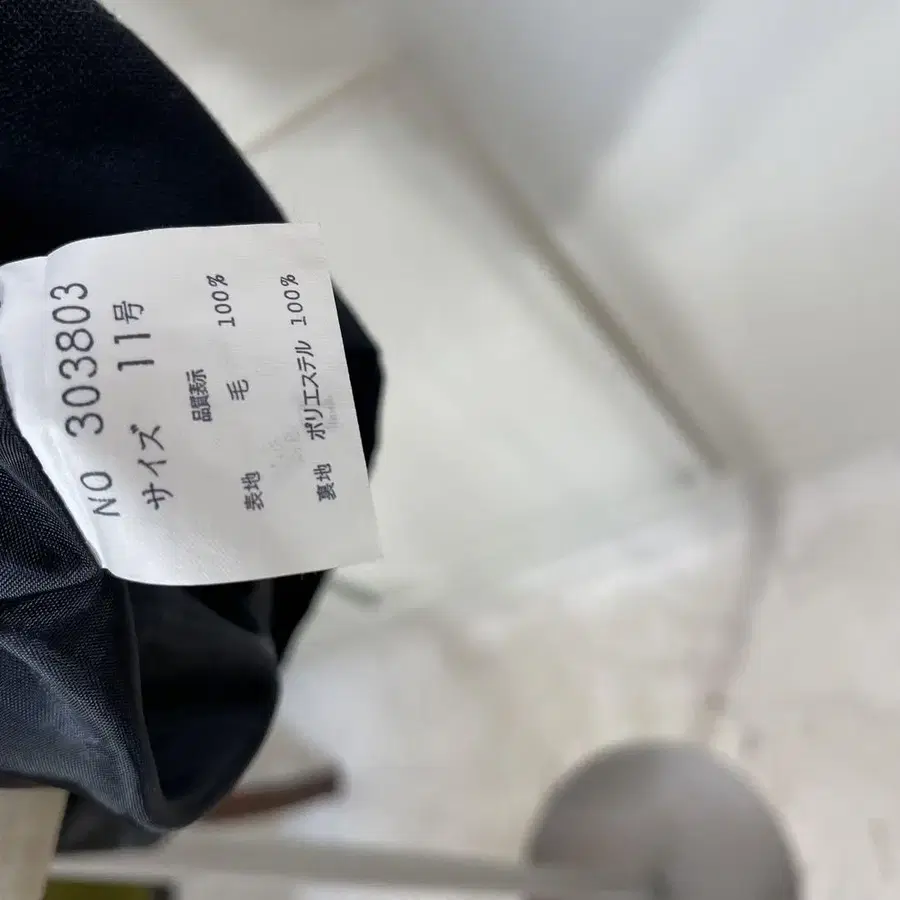 NO 303803
サイズ 11号
品質表示
表地 毛 100%
裏地 ポリエステル 100%